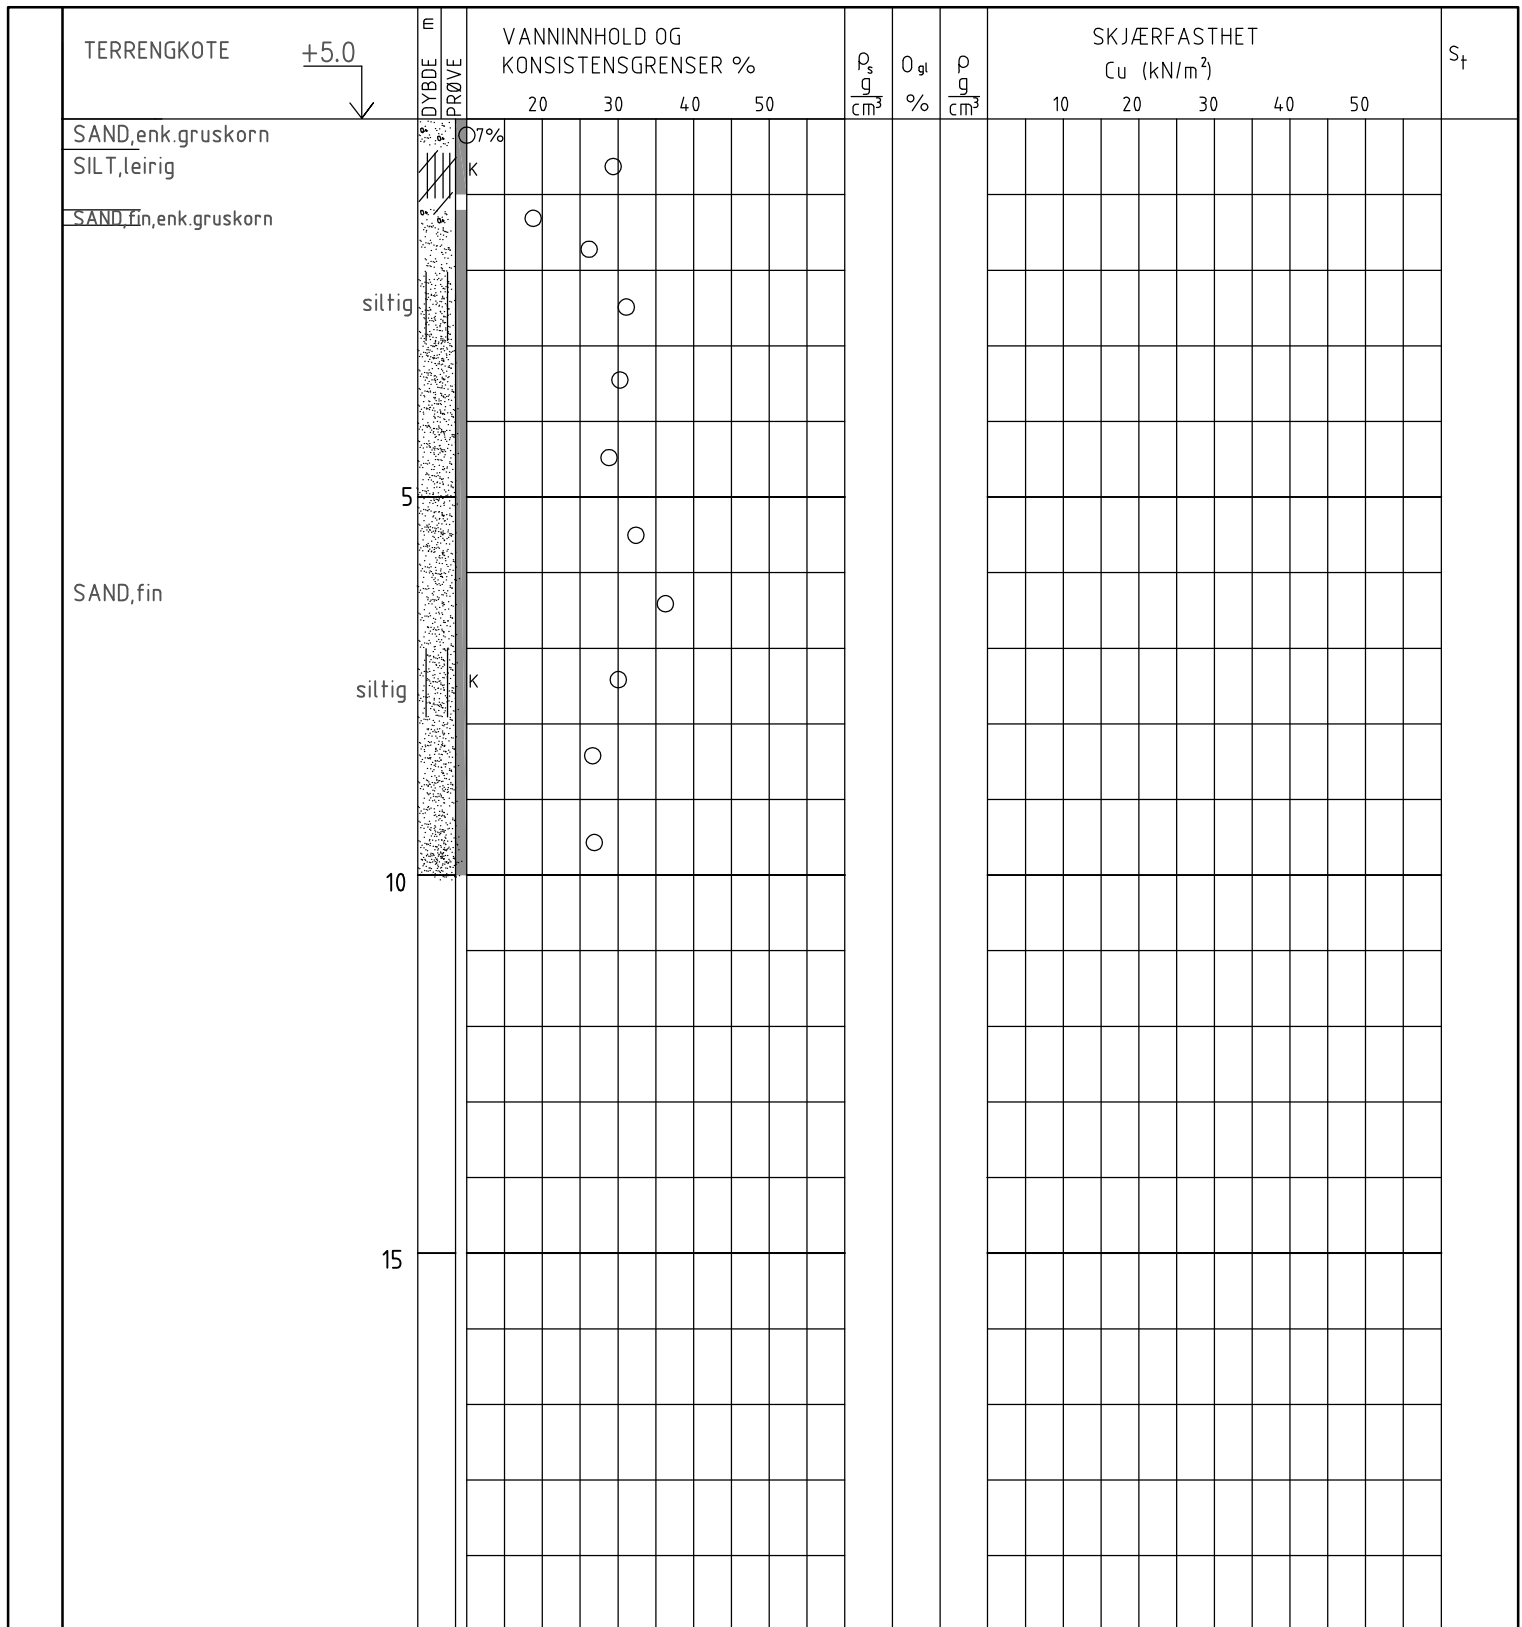 TERRENGKOTE +5.0
m
DYBDE
PRØVE
VANNINNHOLD OG
KONSISTENSGRENSER %
20 30 40 50
ρs
g
cm³
O gl
%
ρ
g
cm³
SKJÆRFASTHET
Cu (kN/m²)
10 20 30 40 50
St
SAND,enk.gruskorn
7%
SILT,leirig
K
SAND,fin,enk.gruskorn
siltig
5
SAND,fin
siltig
K
10
15